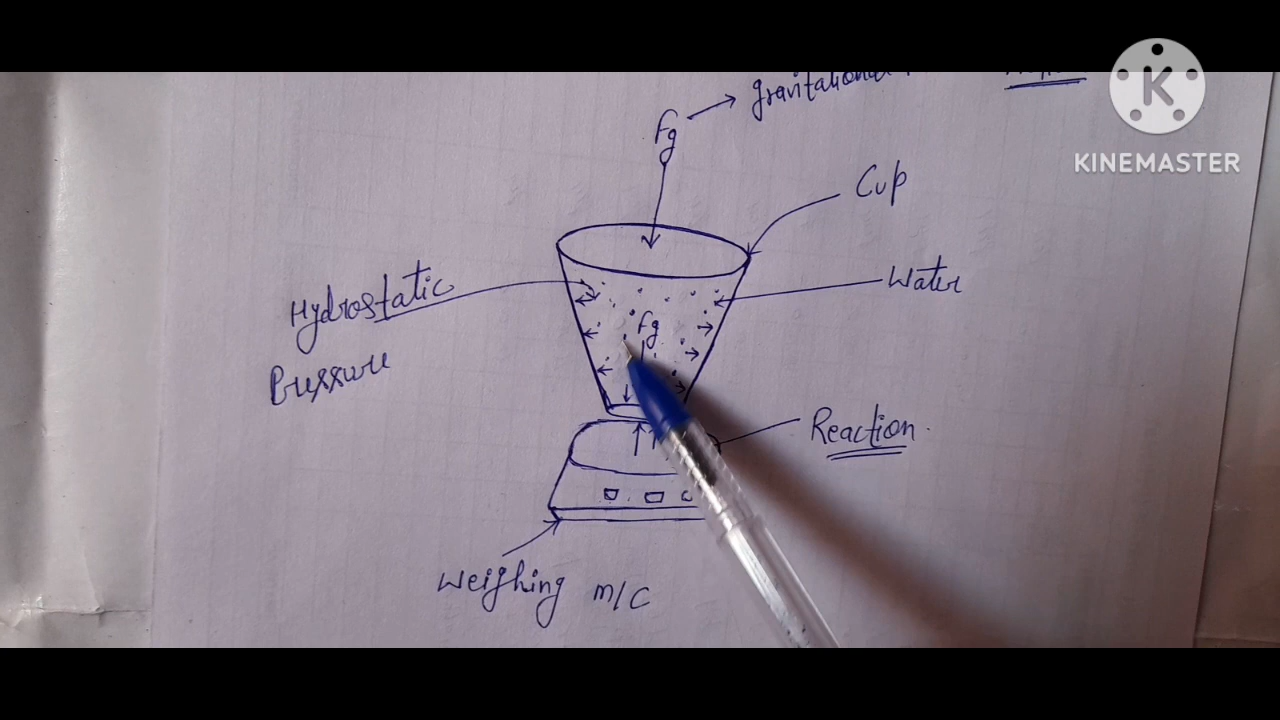 Fg
gravitational
Cup
Hydrostatic
Pressure
Water
Fg
Reaction.
Weighing m/c
KINEMASTER